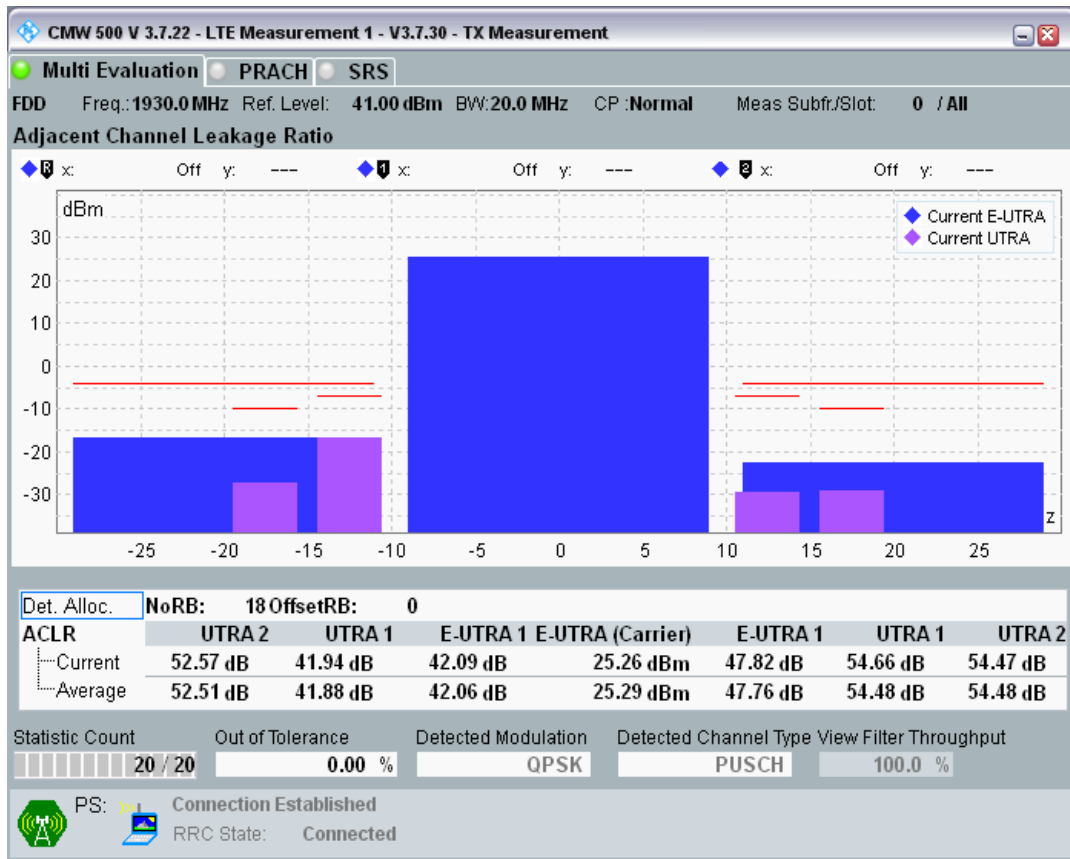 CMW 500 V 3.7.22 - LTE Measurement 1 - V3.7.30 - TX Measurement
Multi Evaluation PRACH SRS
FDD Freq.: 1930.0 MHz Ref. Level: 41.00 dBm BW: 20.0 MHz CP : Normal Meas Subfr./Slot: 0 / All
Adjacent Channel Leakage Ratio
R x: Off y: --- 1 x: Off y: --- 2 x: Off y: ---
dBm
Current E-UTRA
Current UTRA
30
20
10
0
-10
-20
-30
z
-25 -20 -15 -10 -5 0 5 10 15 20 25
Det. Alloc. NoRB: 18 OffsetRB: 0
ACLR UTRA 2 UTRA 1 E-UTRA 1 E-UTRA (Carrier) E-UTRA 1 UTRA 1 UTRA 2
Current 52.57 dB 41.94 dB 42.09 dB 25.26 dBm 47.82 dB 54.66 dB 54.47 dB
Average 52.51 dB 41.88 dB 42.06 dB 25.29 dBm 47.76 dB 54.48 dB 54.48 dB
Statistic Count Out of Tolerance Detected Modulation Detected Channel Type View Filter Throughput
20 / 20 0.00 % QPSK PUSCH 100.0 %
PS: Connection Established
RRC State: Connected